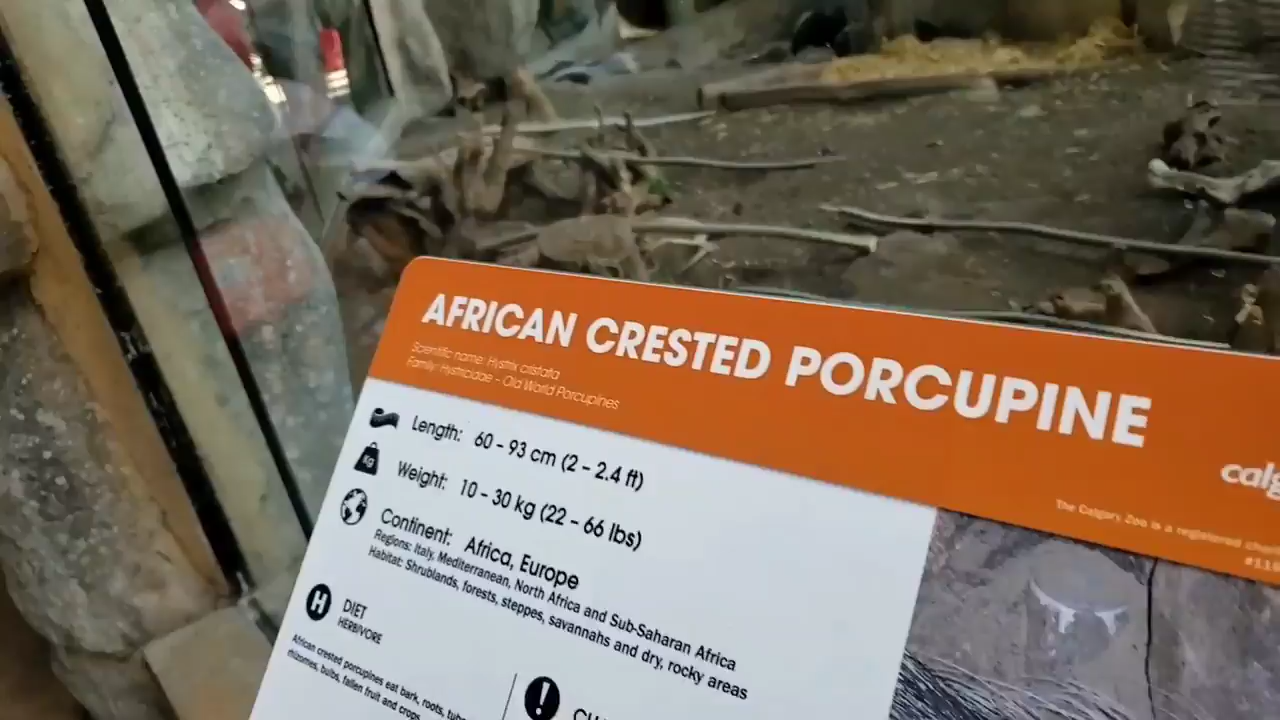 AFRICAN CRESTED PORCUPINE
Scientific name: Hystrix cristata
Family: Hystricidae - Old World Porcupines
calg
The Calgary Zoo is a registered
Length: 60 – 93 cm (2 – 2.4 ft)
KG
Weight: 10 – 30 kg (22 – 66 lbs)
Continent: Africa, Europe
Regions: Italy, Mediterranean, North Africa and Sub-Saharan Africa
Habitat: Shrublands, forests, steppes, savannahs and dry, rocky areas
H
DIET
HERBIVORE
African crested porcupines eat bark, roots,
rhizomes, bulbs, fallen fruit and crops